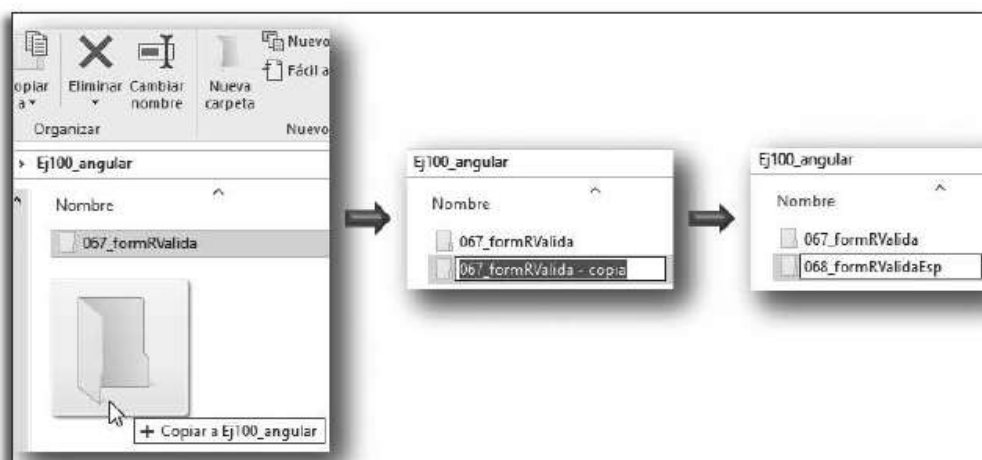 opiar
a
Eliminar
Cambiar
nombre
Nueva
carpeta
Nuevo
Fácil a
Organizar
Nuevo
Ej100_angular
Nombre
067_formRValida
+ Copiar a Ej100_angular
Ej100_angular
Nombre
067_formRValida
067_formRValida - copia
Ej100_angular
Nombre
067_formRValida
068_formRValidaEsp